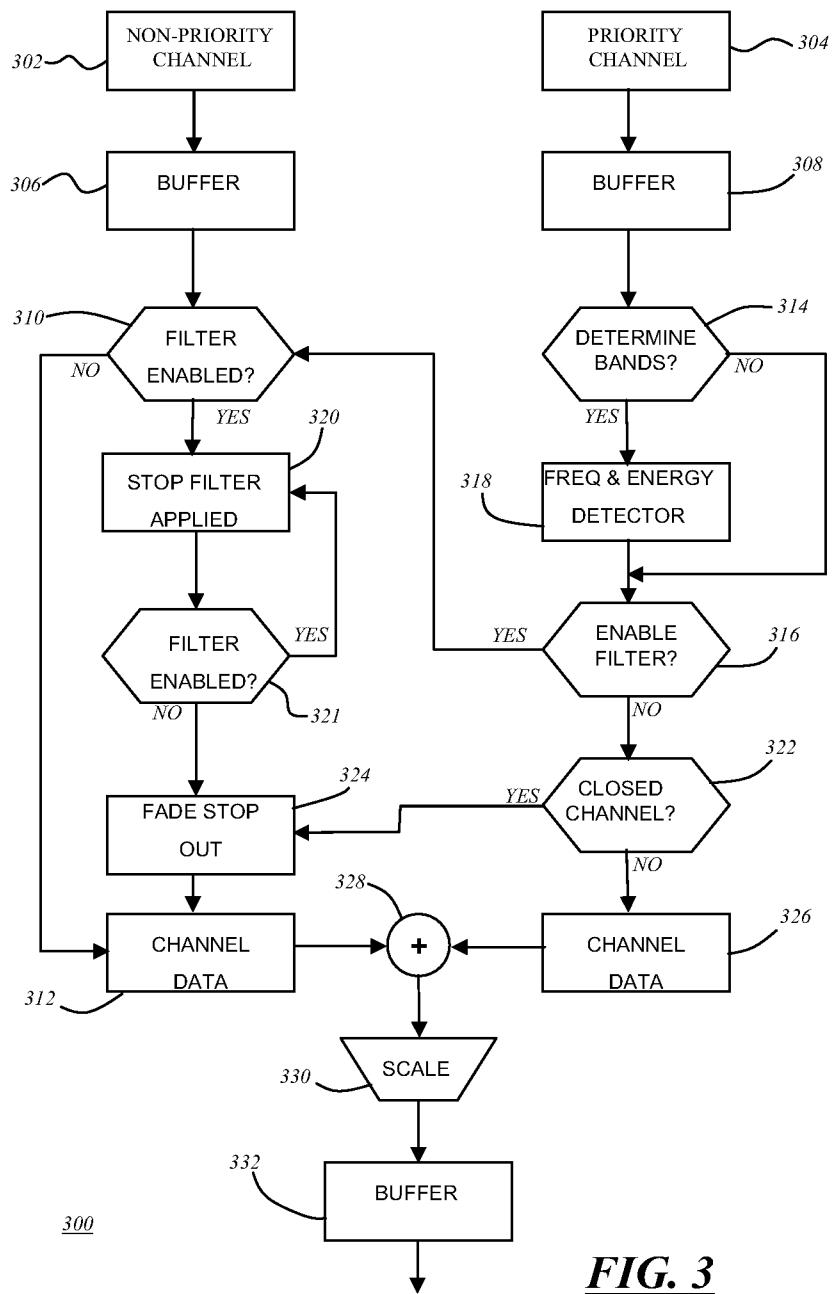 NON-PRIORITY
CHANNEL
302
PRIORITY
CHANNEL
304
BUFFER
306
BUFFER
308
310
FILTER
ENABLED?
NO
YES
314
DETERMINE
BANDS?
NO
YES
320
STOP FILTER
APPLIED
318
FREQ & ENERGY
DETECTOR
FILTER
ENABLED?
YES
NO
321
YES
ENABLE
FILTER?
316
NO
324
FADE STOP
OUT
322
YES
CLOSED
CHANNEL?
NO
328
CHANNEL
DATA
312
+
CHANNEL
DATA
326
SCALE
330
332
BUFFER
300
FIG. 3